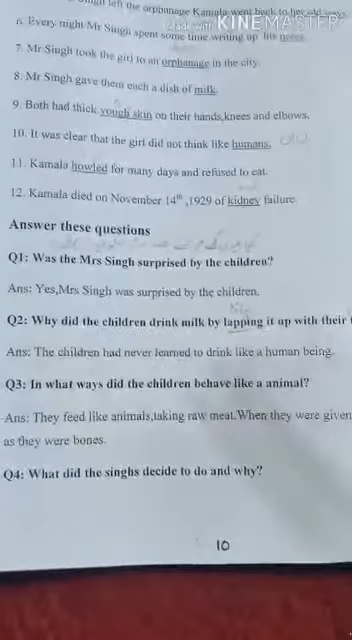 left the orphanage Kamala went back to her old ways.
Made with KINEMASTER
6. Every night Mr Singh spent some time writing up his notes.
7. Mr Singh took the girl to an orphanage in the city.
8. Mr Singh gave them each a dish of milk.
9. Both had thick yough skin on their hands,knees and elbows.
10. It was clear that the girl did not think like humans.
11. Kamala howled for many days and refused to eat.
12. Kamala died on November 14th ,1929 of kidney failure.
Answer these questions
Q1: Was the Mrs Singh surprised by the children?
Ans: Yes,Mrs Singh was surprised by the children.
Q2: Why did the children drink milk by lapping it up with their
Ans: The children had never learned to drink like a human being.
Q3: In what ways did the children behave like a animal?
Ans: They feed like animals,taking raw meat.When they were given
as they were bones.
Q4: What did the singhs decide to do and why?
10